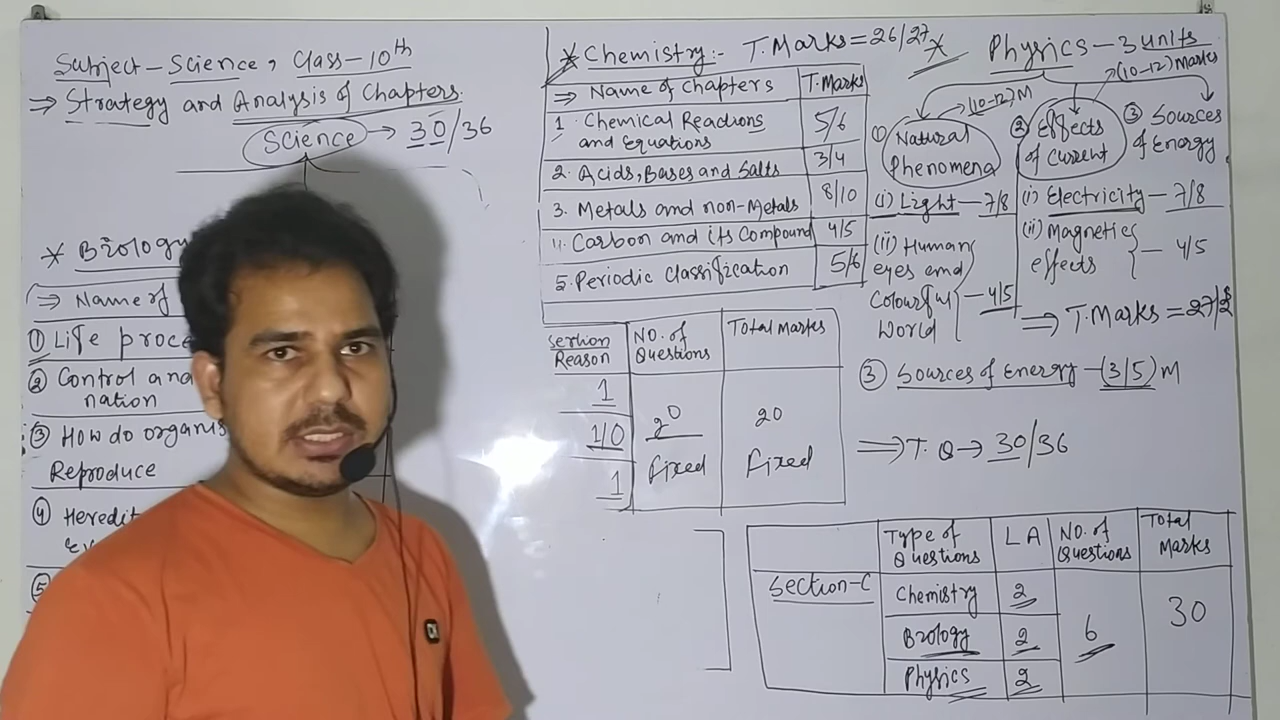 Subject-Science, Class-10th
⇒ Strategy and Analysis of Chapters.
Science → 30/36
* Biology
⇒ Name of
① Life proce
② Control and
nation
③ How do organis
Reproduce
④ Heredit
Ev
⑤
* Chemistry:- T.Marks=26/27 *
⇒ Name of Chapters T.Marks
1. Chemical Reactions 5/6
and Equations
2. Acids, Bases and Salts 3/4
3. Metals and non-Metals 8/10
4. Carbon and its Compound 4/5
5. Periodic Classification 5/6
Physics-3 units
→(10-12) Marks
→(10-12)M
① Natural
Phenomena
② Effects
of Current
③ Sources
of Energy
(i) Light - 7/8
(ii) Human
eyes and
Colourful
World - 4/5
(i) Electricity - 7/8
(ii) Magnetic
effects - 4/5
⇒ T.Marks = 27/28
③ Sources of Energy-(3/5)M
⇒ T.Q → 30/36
sertion
Reason
NO. of
Questions
Total Marks
1
1/0
1
20
Fixed
20
Fixed
Type of
Questions
LA
NO. of
Questions
Total
Marks
Section-C
Chemistry 2
Biology 2
Physics 2
6
30